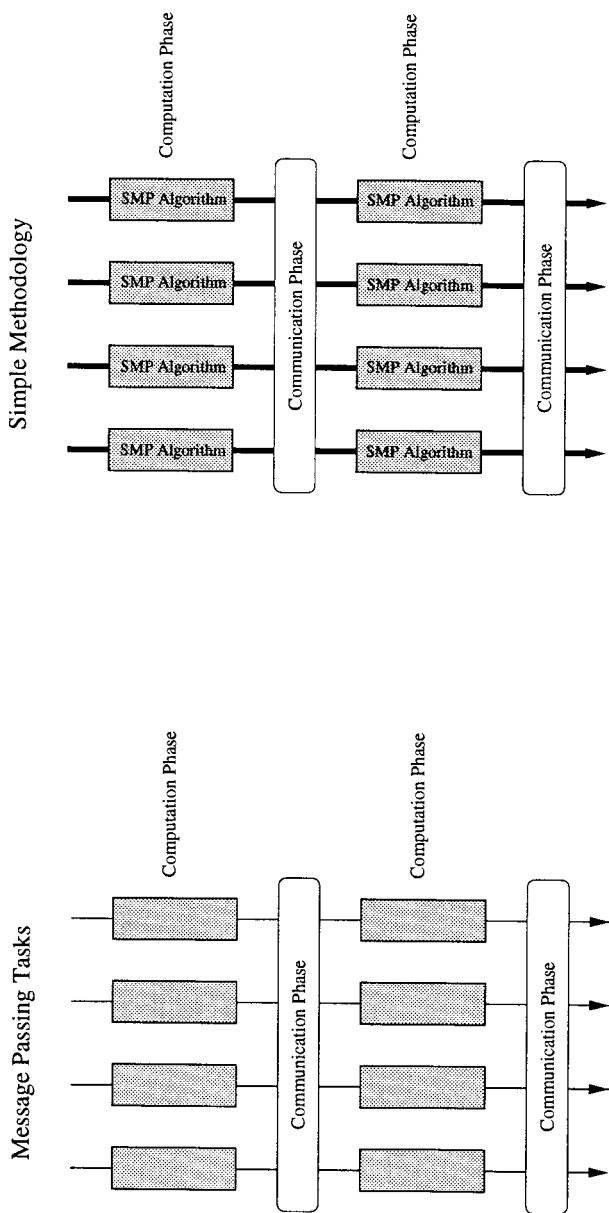 Message Passing Tasks
Computation Phase
Communication Phase
Computation Phase
Communication Phase
Simple Methodology
SMP Algorithm
SMP Algorithm
SMP Algorithm
SMP Algorithm
Computation Phase
Communication Phase
SMP Algorithm
SMP Algorithm
SMP Algorithm
SMP Algorithm
Computation Phase
Communication Phase